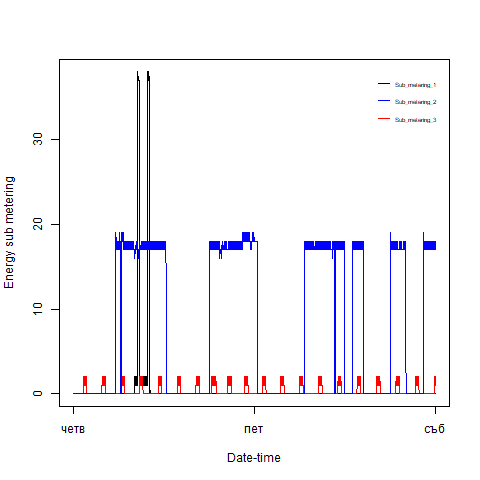 Sub_metering_1
Sub_metering_2
Sub_metering_3
Energy sub metering
30
20
10
0
четв
пет
съб
Date-time